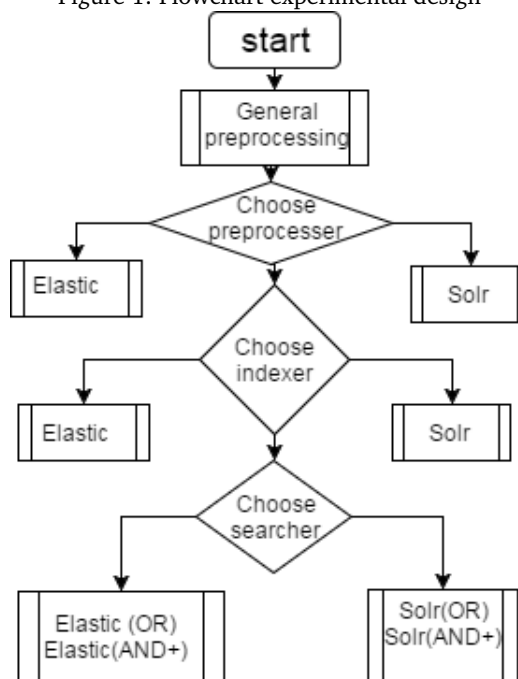 Figure 1: Flowchart experimental design
start
General
preprocessing
Choose
preprocesser
Elastic
Solr
Choose
indexer
Elastic
Solr
Choose
searcher
Elastic (OR)
Elastic(AND+)
Solr(OR)
Solr(AND+)